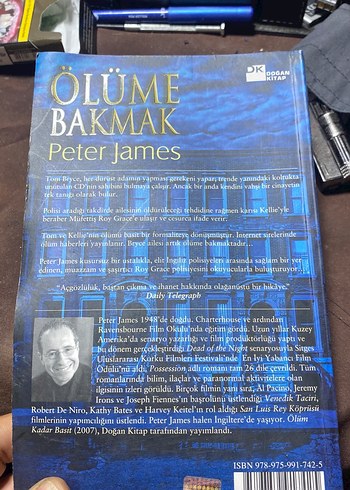 DK DOĞAN
KİTAP
ÖLÜME
BAKMAK
Peter James
Tom Bryce, her dürüst adamın yapması gerekeni yapar; trende yanındaki koltukta
unutulan CD'nin sahibini bulmaya çalışır. Ancak bir anda kendini vahşi bir cinayetin
tek tanığı olarak bulur.
Polisi aradığı takdirde ailesinin öldürüleceği tehdidine rağmen karısı Kellie'yle
beraber Müfettiş Roy Grace'e ulaşır ve cesurca ifade verir.
Tom ve Kellie'nin ölümü basit bir formaliteye dönüşmüştür. İnternet sitelerinde
ölüm haberleri yayınlanır. Bryce ailesi artık ölüme bakmaktadır...
Peter James kusursuz bir ustalıkla, elit İngiliz polisiyeleri arasında sağlam bir yer
edinen, muazzam ve şaşırtıcı Roy Grace polisiyesini okuyucularla buluşturuyor.
"Açgözlülük, baştan çıkma ve ihanet hakkında olağanüstü bir hikâye."
Daily Telegraph
Peter James 1948'de doğdu. Charterhouse ve ardından
Ravensbourne Film Okulu'nda eğitim gördü. Uzun yıllar Kuzey
Amerika'da senaryo yazarlığı ve film prodüktörlüğü yaptı ve
bu dönem gerçekleştirdiği Dead of the Night senaryosuyla Sitges
Uluslararası Korku Filmleri Festivali'nde En İyi Yabancı Film
Ödülü'nü aldı. Possession adlı romanı tam 26 dile çevrildi. Tüm
romanlarında bilim, ilaçlar ve paranormal aktivitelere olan
ilgisinin izleri görüldü. Birçok filmin yanı sıra, Al Pacino, Jeremy
Irons ve Joseph Fiennes'ın başrolünü üstlendiği Venedik Taciri,
Robert De Niro, Kathy Bates ve Harvey Keitel'ın rol aldığı San Luis Rey Köprüsü
filmlerinin yapımcılığını üstlendi. Peter James halen İngiltere'de yaşıyor. Ölüm
Kadar Basit (2007), Doğan Kitap tarafından yayımlandı.
ISBN 978-975-991-742-5